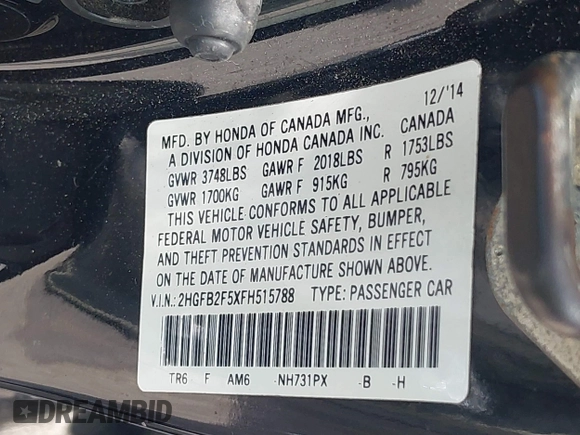 12/'14
MFD. BY HONDA OF CANADA MFG.,
A DIVISION OF HONDA CANADA INC. CANADA
GVWR 3748LBS GAWR F 2018LBS R 1753LBS
GVWR 1700KG GAWR F 915KG R 795KG
THIS VEHICLE CONFORMS TO ALL APPLICABLE
FEDERAL MOTOR VEHICLE SAFETY, BUMPER,
AND THEFT PREVENTION STANDARDS IN EFFECT
ON THE DATE OF MANUFACTURE SHOWN ABOVE.
V.I.N.: 2HGFB2F5XFH515788 TYPE: PASSENGER CAR
TR6 F AM6 -NH731PX -B -H
DREAMBID